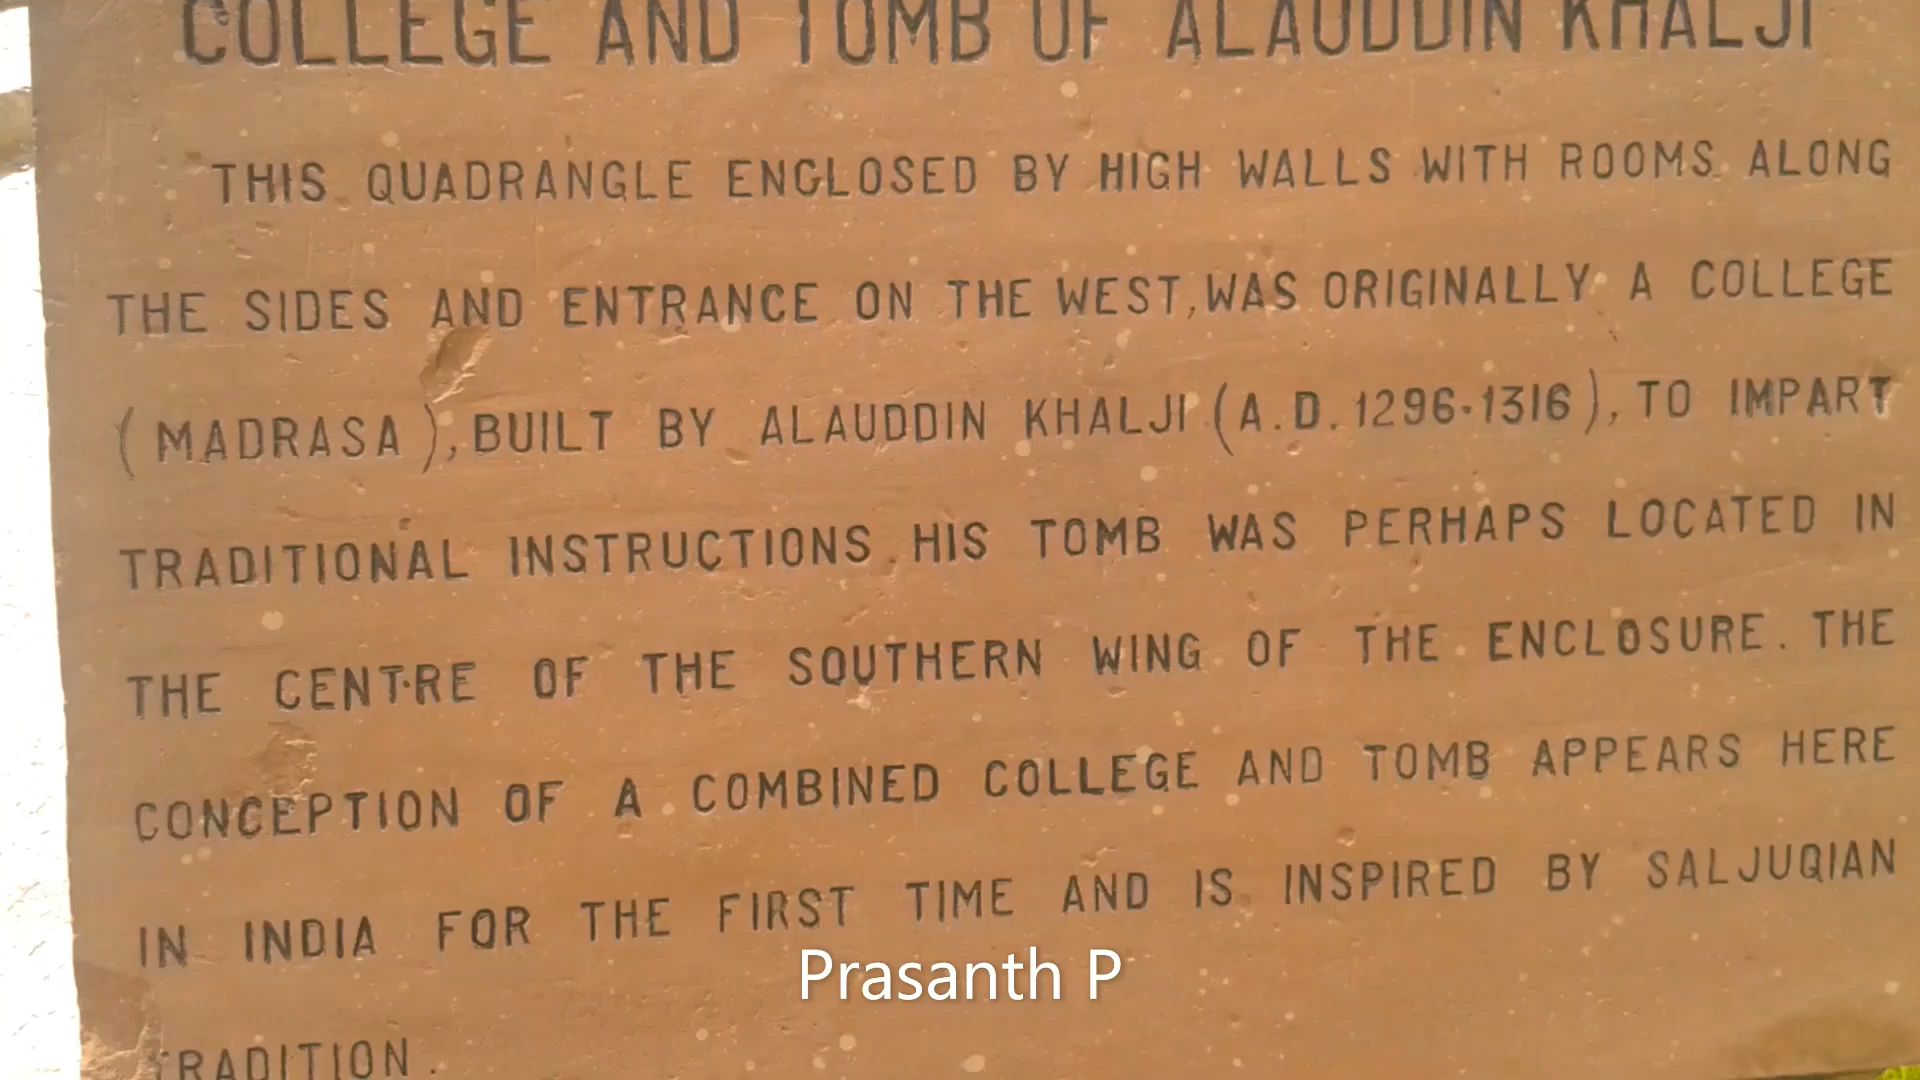 COLLEGE AND TOMB OF ALAUDDIN KHALJI
THIS QUADRANGLE ENGLOSED BY HIGH WALLS WITH ROOMS ALONG
THE SIDES AND ENTRANCE ON THE WEST, WAS ORIGINALLY A COLLEGE
(MADRASA), BUILT BY ALAUDDIN KHALJI (A.D. 1296-1316), TO IMPART
TRADITIONAL INSTRUCTIONS HIS TOMB WAS PERHAPS LOCATED IN
THE CENTRE OF THE SOUTHERN WING OF THE ENCLOSURE. THE
CONCEPTION OF A COMBINED COLLEGE AND TOMB APPEARS HERE
IN INDIA FOR THE FIRST TIME AND IS INSPIRED BY SALJUQIAN
Prasanth P
TRADITION.